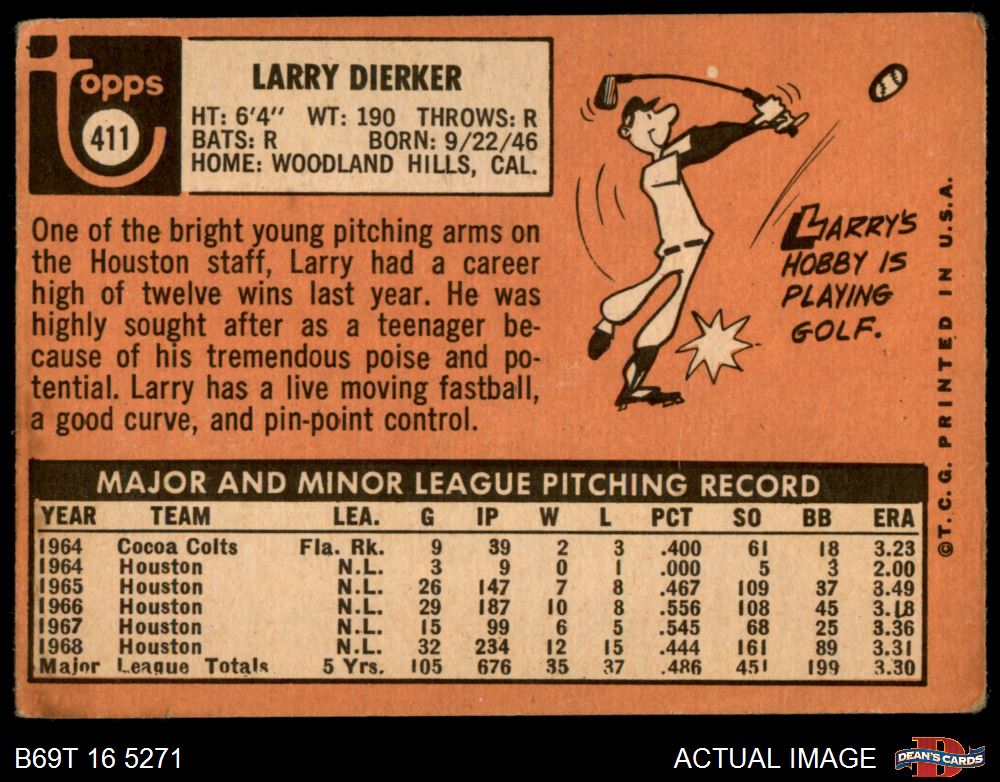 topps
411
LARRY DIERKER
HT: 6'4" WT: 190 THROWS: R
BATS: R BORN: 9/22/46
HOME: WOODLAND HILLS, CAL.
One of the bright young pitching arms on
the Houston staff, Larry had a career
high of twelve wins last year. He was
highly sought after as a teenager be-
cause of his tremendous poise and po-
tential. Larry has a live moving fastball,
a good curve, and pin-point control.
LARRY'S
HOBBY IS
PLAYING
GOLF.
©T.C.G. PRINTED IN U.S.A.
MAJOR AND MINOR LEAGUE PITCHING RECORD
YEAR TEAM LEA. G IP W L PCT SO BB ERA
1964 Cocoa Colts Fla. Rk. 9 39 2 3 .400 61 18 3.23
1964 Houston N.L. 3 9 0 1 .000 5 3 2.00
1965 Houston N.L. 26 147 7 8 .467 109 37 3.49
1966 Houston N.L. 29 187 10 8 .556 108 45 3.18
1967 Houston N.L. 15 99 6 5 .545 68 25 3.36
1968 Houston N.L. 32 234 12 15 .444 161 89 3.31
Major League Totals 5 Yrs. 105 676 35 37 .486 451 199 3.30
B69T 16 5271
ACTUAL IMAGE
D
DEAN'S CARDS